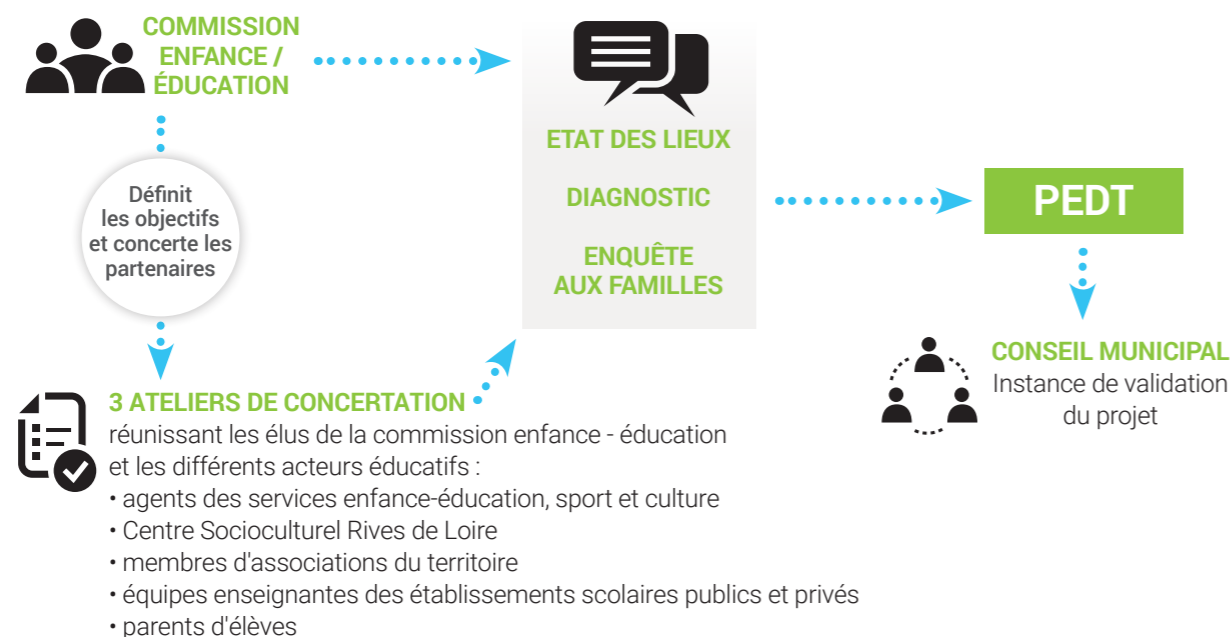 COMMISSION
ENFANCE /
ÉDUCATION
Définit
les objectifs
et concerte les
partenaires
3 ATELIERS DE CONCERTATION
réunissant les élus de la commission enfance - éducation
et les différents acteurs éducatifs :
• agents des services enfance-éducation, sport et culture
• Centre Socioculturel Rives de Loire
• membres d'associations du territoire
• équipes enseignantes des établissements scolaires publics et privés
• parents d'élèves
ETAT DES LIEUX
DIAGNOSTIC
ENQUÊTE
AUX FAMILLES
PEDT
CONSEIL MUNICIPAL
Instance de validation
du projet